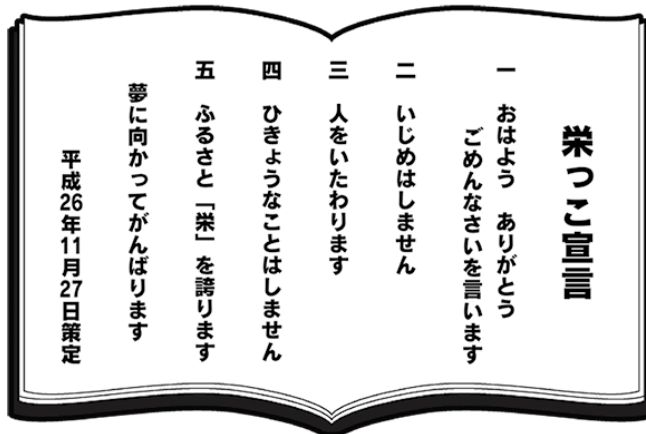 栄っこ宣言
一 おはよう ありがとう
ごめんなさいを言います
二 いじめはしません
三 人をいたわります
四 ひきょうなことはしません
五 ふるさと「栄」を誇ります
夢に向かってがんばります
平成26年11月27日策定